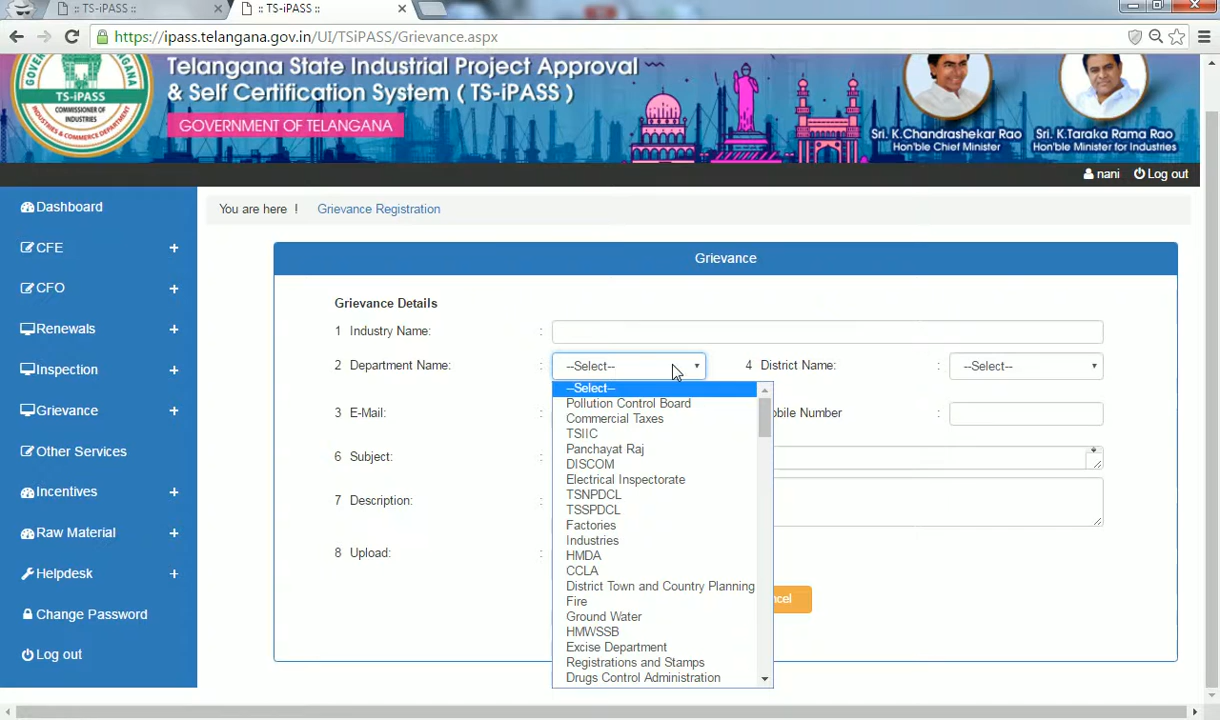 :: TS-iPASS ::
:: TS-iPASS ::
https://ipass.telangana.gov.in/UI/TSiPASS/Grievance.aspx
TS-iPASS
COMMISSIONER OF
INDUSTRIES
Telangana State Industrial Project Approval
& Self Certification System ( TS-iPASS )
GOVERNMENT OF TELANGANA
Sri. K.Chandrashekar Rao
Hon'ble Chief Minister
Sri. K.Taraka Rama Rao
Hon'ble Minister for Industries
nani
Log out
Dashboard
CFE +
CFO +
Renewals +
Inspection +
Grievance +
Other Services
Incentives +
Raw Material +
Helpdesk +
Change Password
Log out
You are here ! Grievance Registration
Grievance
Grievance Details
1 Industry Name: :
2 Department Name: : --Select--
4 District Name: : --Select--
3 E-Mail: :
obile Number :
6 Subject: :
7 Description: :
8 Upload: :
ncel
--Select--
Pollution Control Board
Commercial Taxes
TSIIC
Panchayat Raj
DISCOM
Electrical Inspectorate
TSNPDCL
TSSPDCL
Factories
Industries
HMDA
CCLA
District Town and Country Planning
Fire
Ground Water
HMWSSB
Excise Department
Registrations and Stamps
Drugs Control Administration